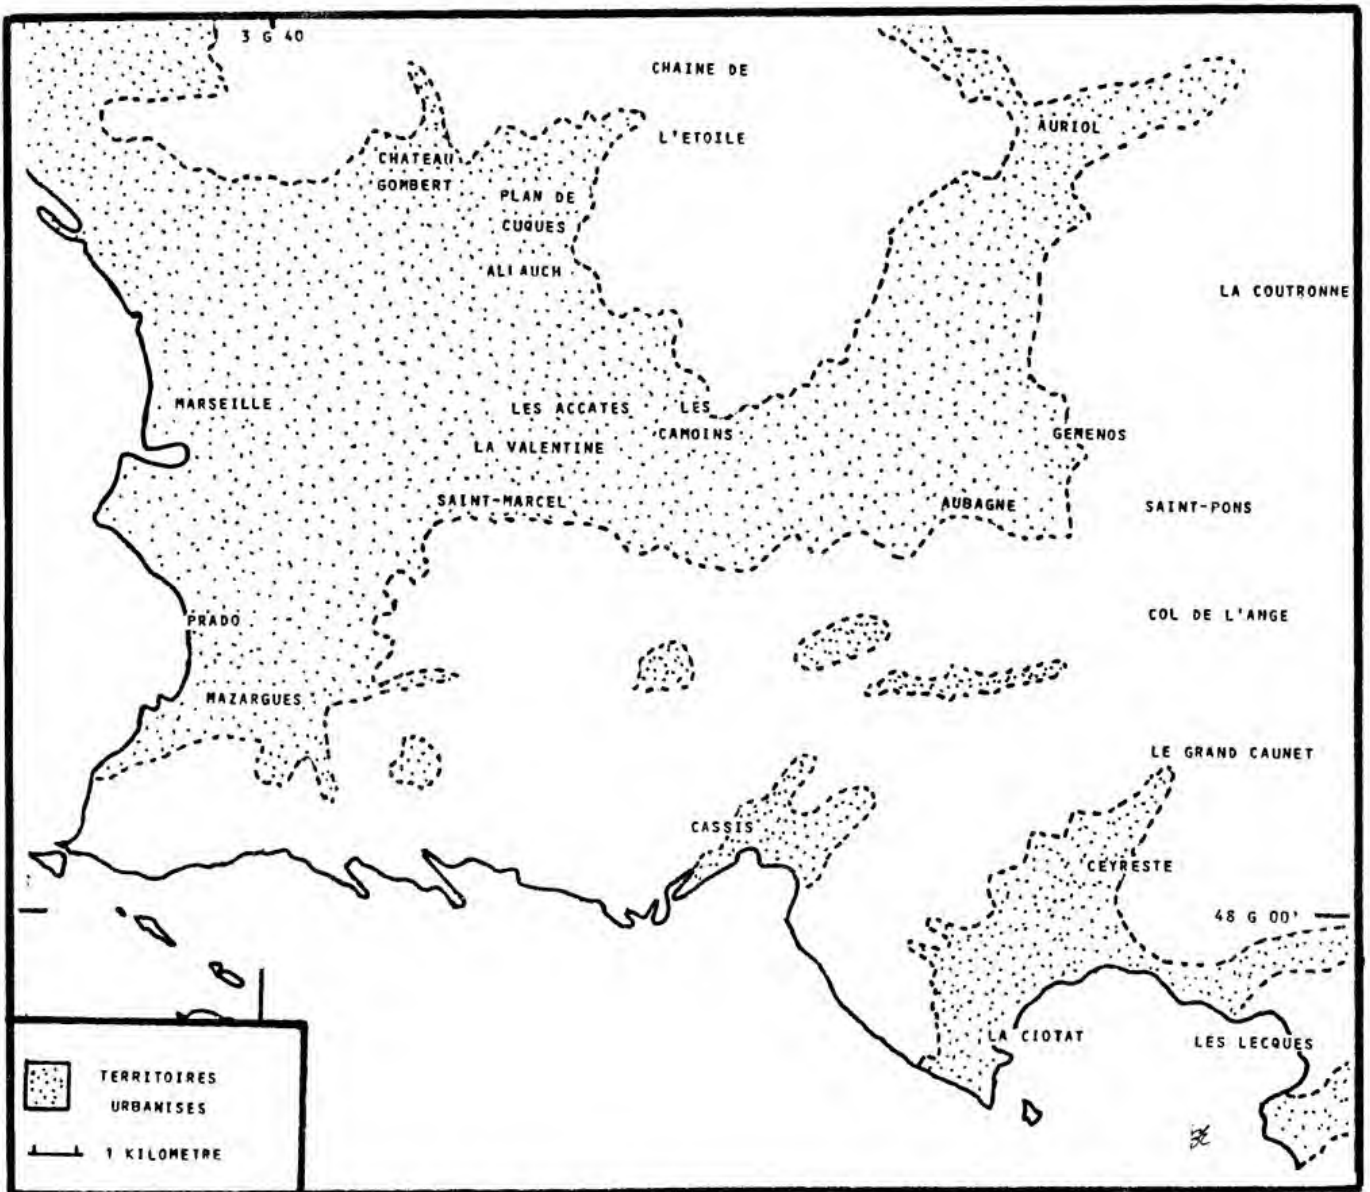 3 G 40
CHAINE DE
L'ETOILE
AURIOL
CHATEAU
GOMBERT
PLAN DE
CUQUES
ALLAUCH
LA COUTRONNE
MARSEILLE
LES ACCATES
LES
CAMOINS
LA VALENTINE
GEMENOS
SAINT-MARCEL
AUBAGNE
SAINT-PONS
PRADO
COL DE L'ANGE
MAZARGUES
LE GRAND CAUNET
CASSIS
CEYRESTE
48 G 00'
LA CIOTAT
LES LECQUES
TERRITOIRES
URBANISES
1 KILOMETRE